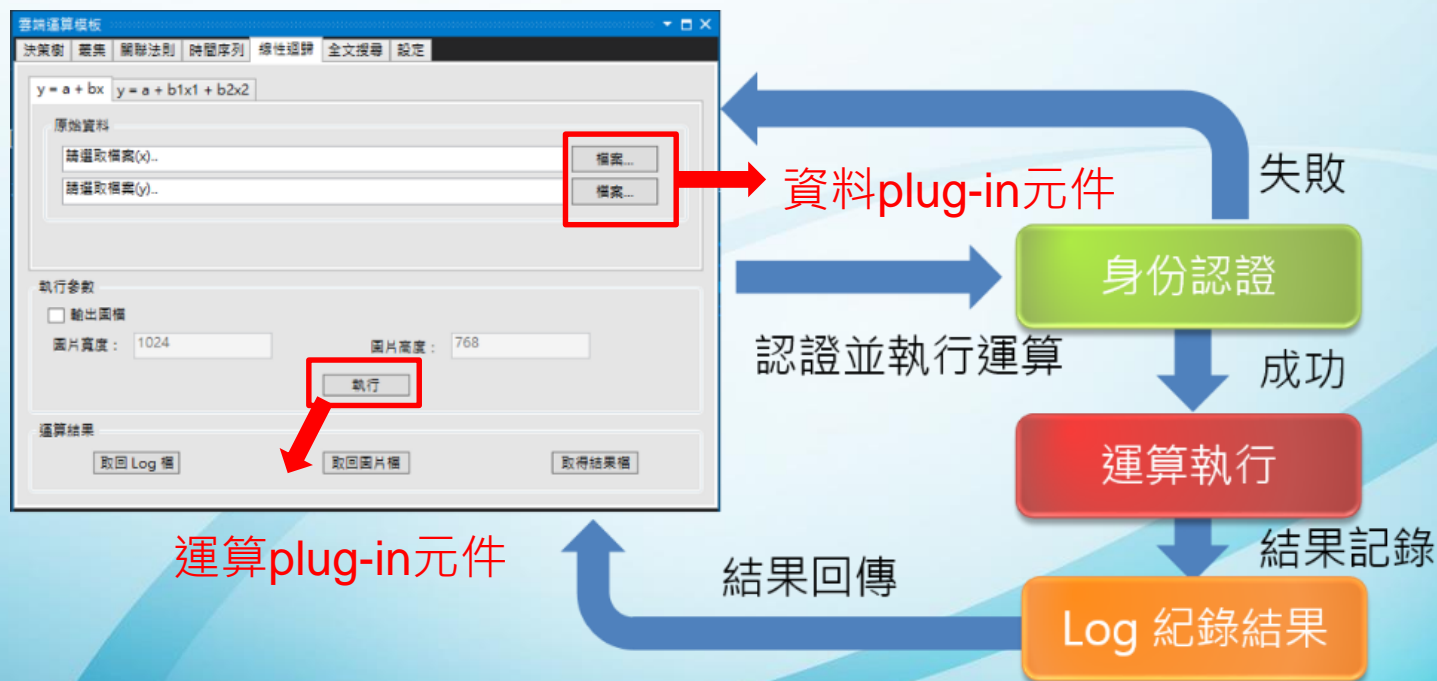 雲端運算模板
決策樹 叢集 關聯法則 時間序列 線性迴歸 全文搜尋 設定
y = a + bx y = a + b1x1 + b2x2
原始資料
請選取檔案(x)..
檔案...
請選取檔案(y)..
檔案...
執行參數
輸出圖檔
圖片寬度： 1024
圖片高度： 768
執行
運算結果
取回 Log 檔
取回圖片檔
取得結果檔
資料plug-in元件
運算plug-in元件
失敗
身份認證
認證並執行運算
成功
運算執行
結果記錄
結果回傳
Log 紀錄結果